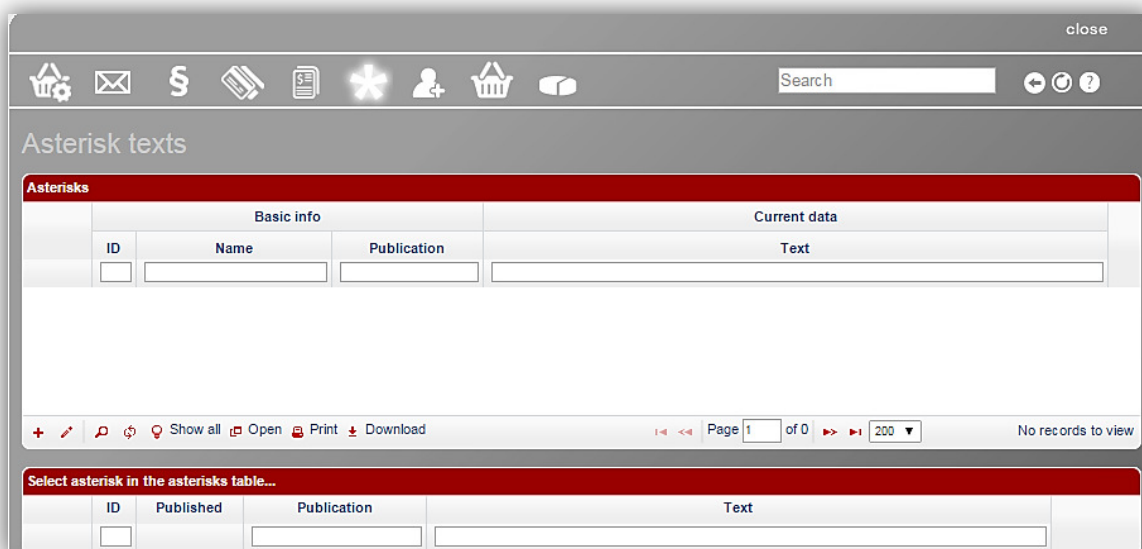 close
§
Search
?
Asterisk texts
Asterisks
Basic info Current data
ID Name Publication Text
Show all Open Print Download Page 1 of 0 200 No records to view
Select asterisk in the asterisks table...
ID Published Publication Text